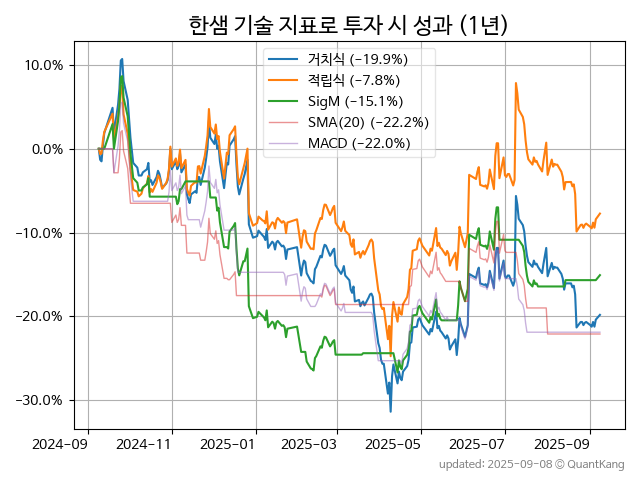 한샘 기술 지표로 투자 시 성과 (1년)
거치식 (−19.9%)
적립식 (−7.8%)
SigM (−15.1%)
SMA(20) (−22.2%)
MACD (−22.0%)
10.0%
0.0%
−10.0%
−20.0%
−30.0%
2024-09 2024-11 2025-01 2025-03 2025-05 2025-07 2025-09
updated: 2025-09-08 © QuantKang